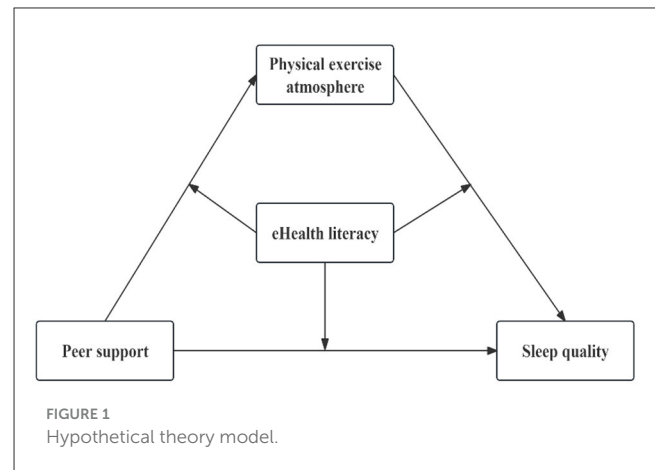 Physical exercise
atmosphere
eHealth literacy
Peer support
Sleep quality
FIGURE 1
Hypothetical theory model.